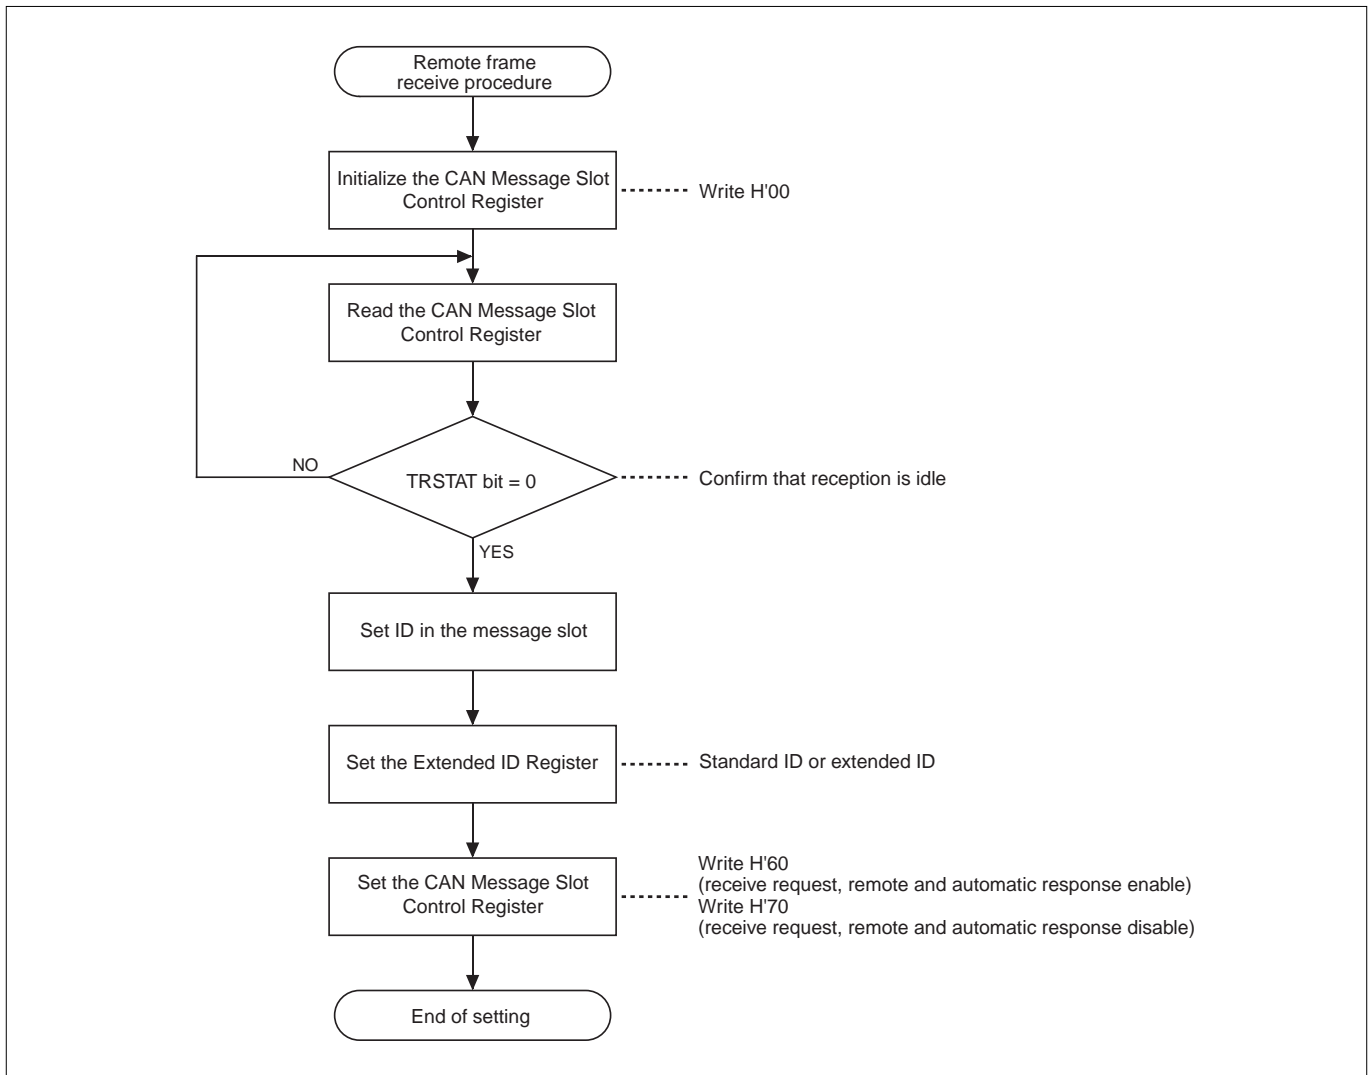 Remote frame
receive procedure
Initialize the CAN Message Slot
Control Register
Write H'00
Read the CAN Message Slot
Control Register
NO
TRSTAT bit = 0
Confirm that reception is idle
YES
Set ID in the message slot
Set the Extended ID Register
Standard ID or extended ID
Set the CAN Message Slot
Control Register
Write H'60
(receive request, remote and automatic response enable)
Write H'70
(receive request, remote and automatic response disable)
End of setting